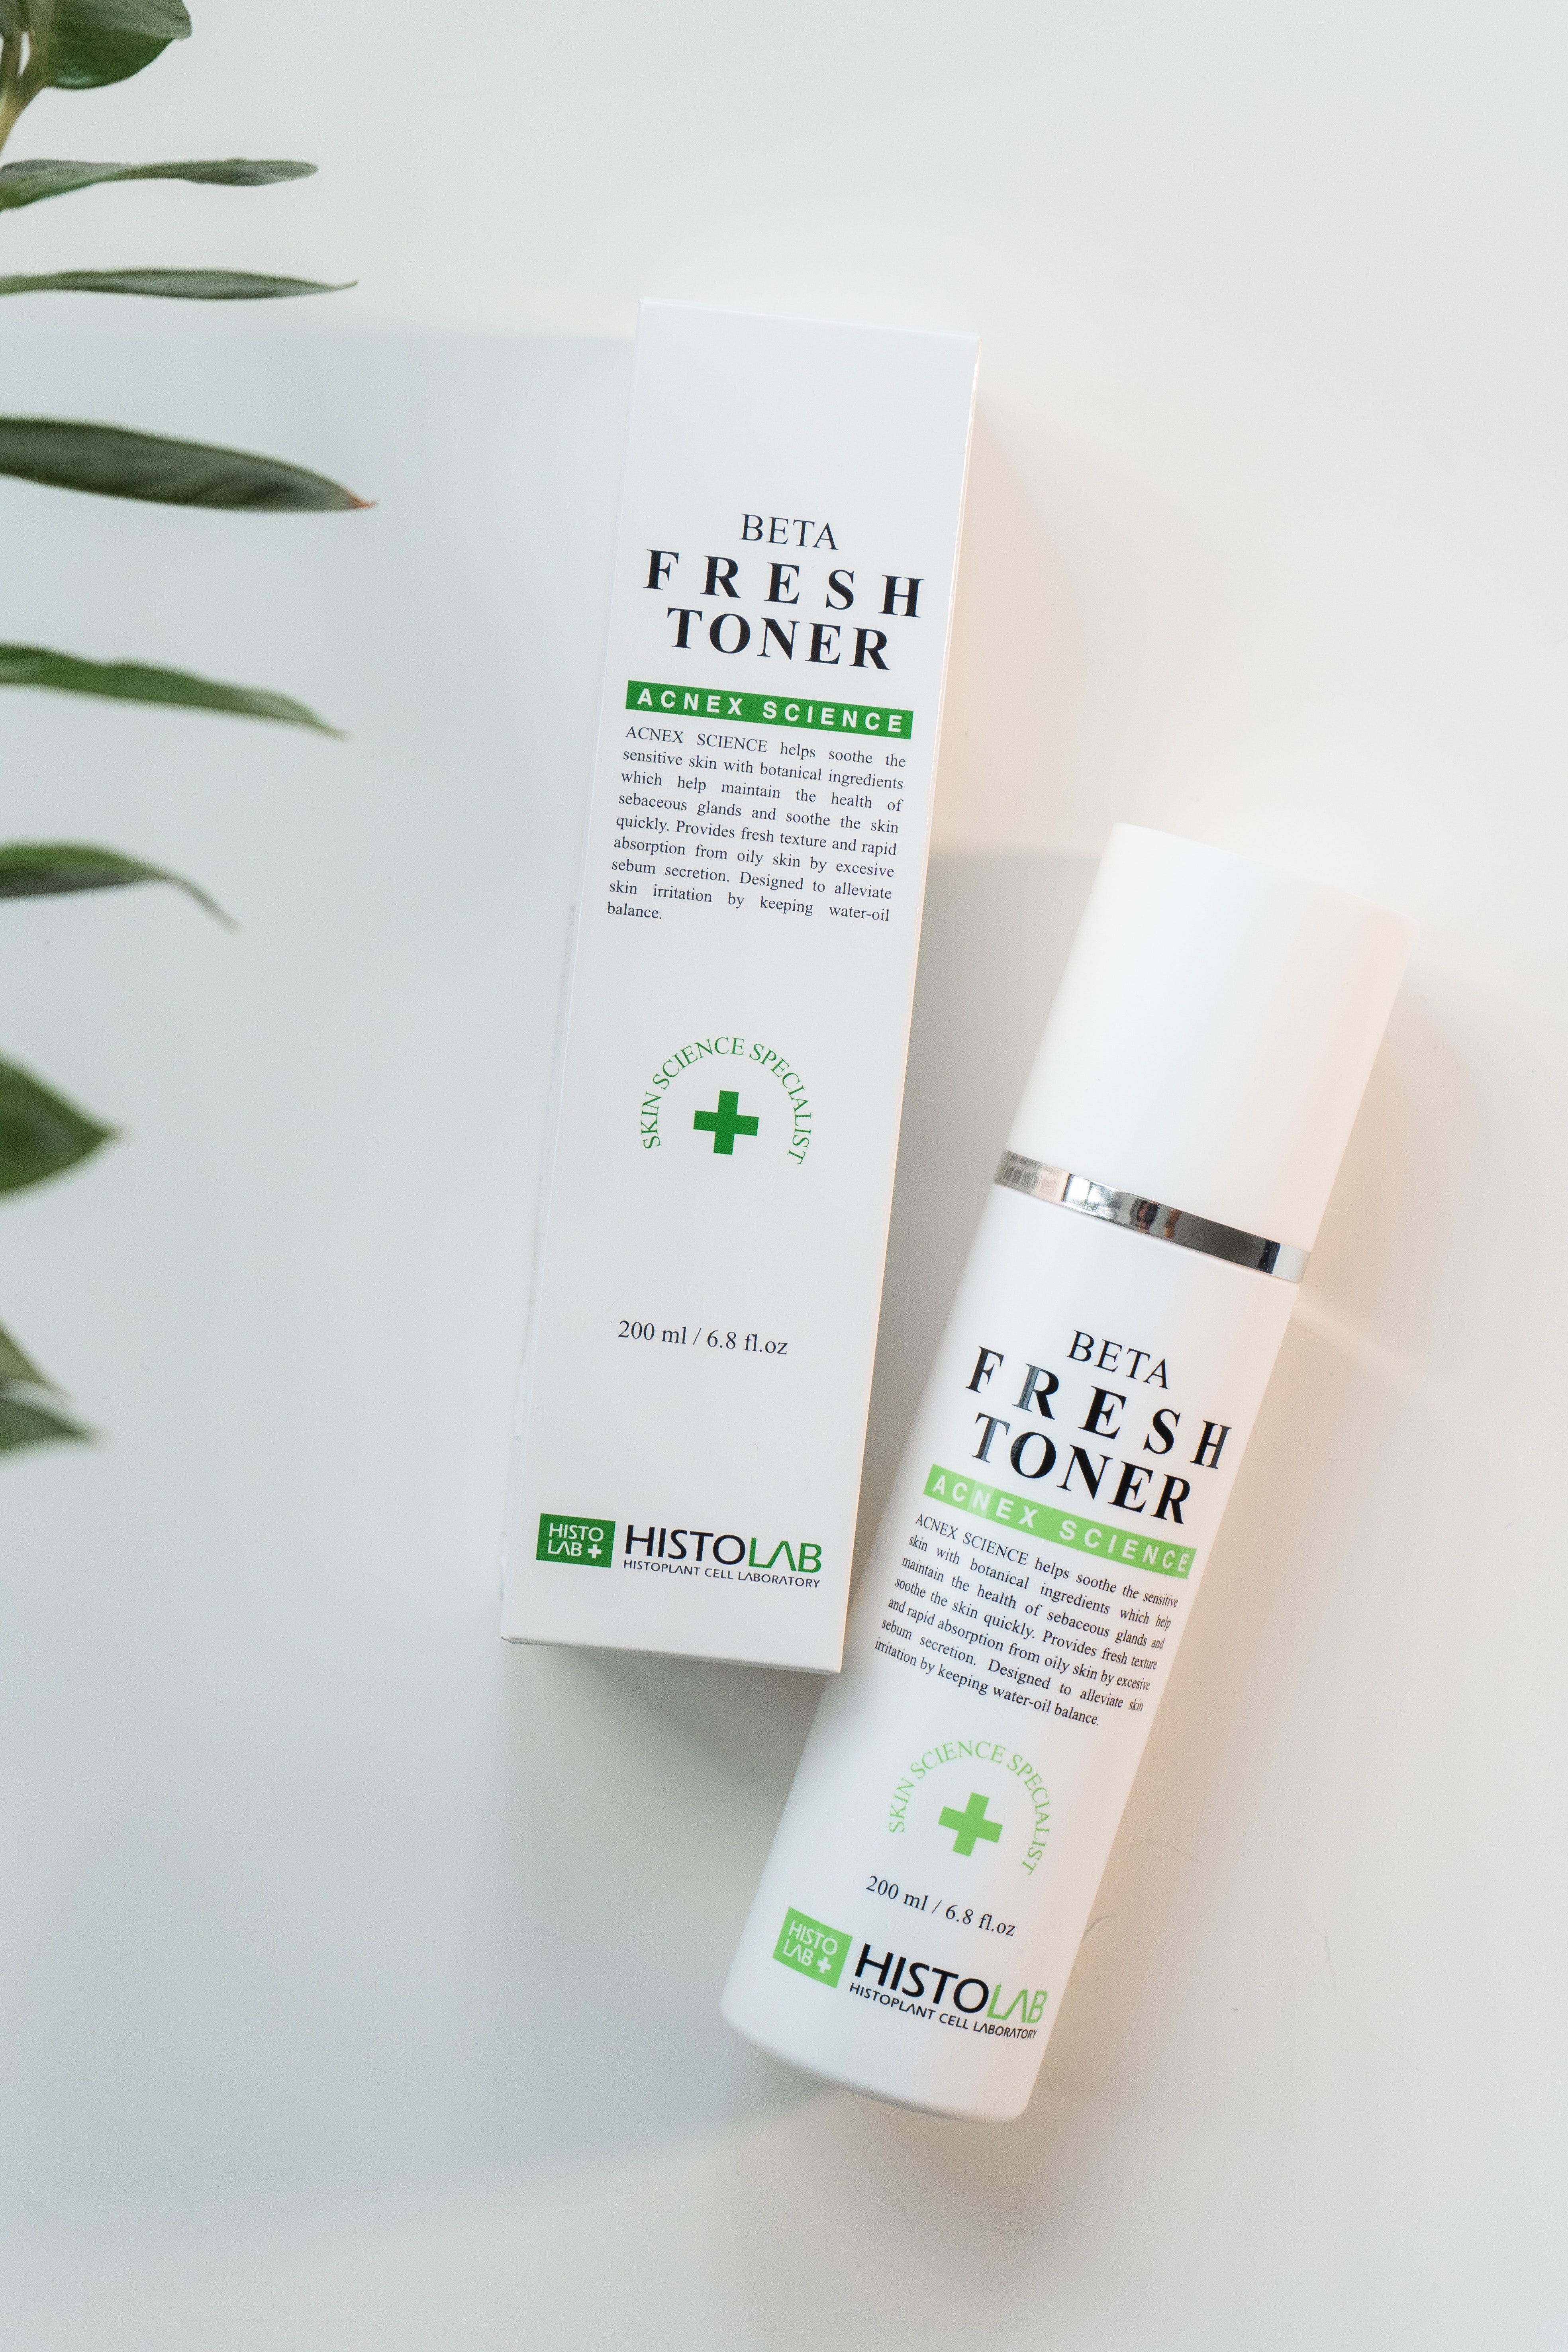 BETA
FRESH
TONER
ACNEX SCIENCE
ACNEX SCIENCE helps soothe the
sensitive skin with botanical ingredients
which help maintain the health of
sebaceous glands and soothe the skin
quickly. Provides fresh texture and rapid
absorption from oily skin by excesive
sebum secretion. Designed to alleviate
skin irritation by keeping water-oil
balance.
SKIN SCIENCE SPECIALIST
200 ml / 6.8 fl.oz
HISTO
LAB
HISTOLAB
HISTOPLANT CELL LABORATORY
BETA
FRESH
TONER
ACNEX SCIENCE
ACNEX SCIENCE helps soothe the sensitive
skin with botanical ingredients which help
maintain the health of sebaceous glands and
soothe the skin quickly. Provides fresh texture
and rapid absorption from oily skin by excesive
sebum secretion. Designed to alleviate skin
irritation by keeping water-oil balance.
SKIN SCIENCE SPECIALIST
200 ml / 6.8 fl.oz
HISTO
LAB
HISTOLAB
HISTOPLANT CELL LABORATORY